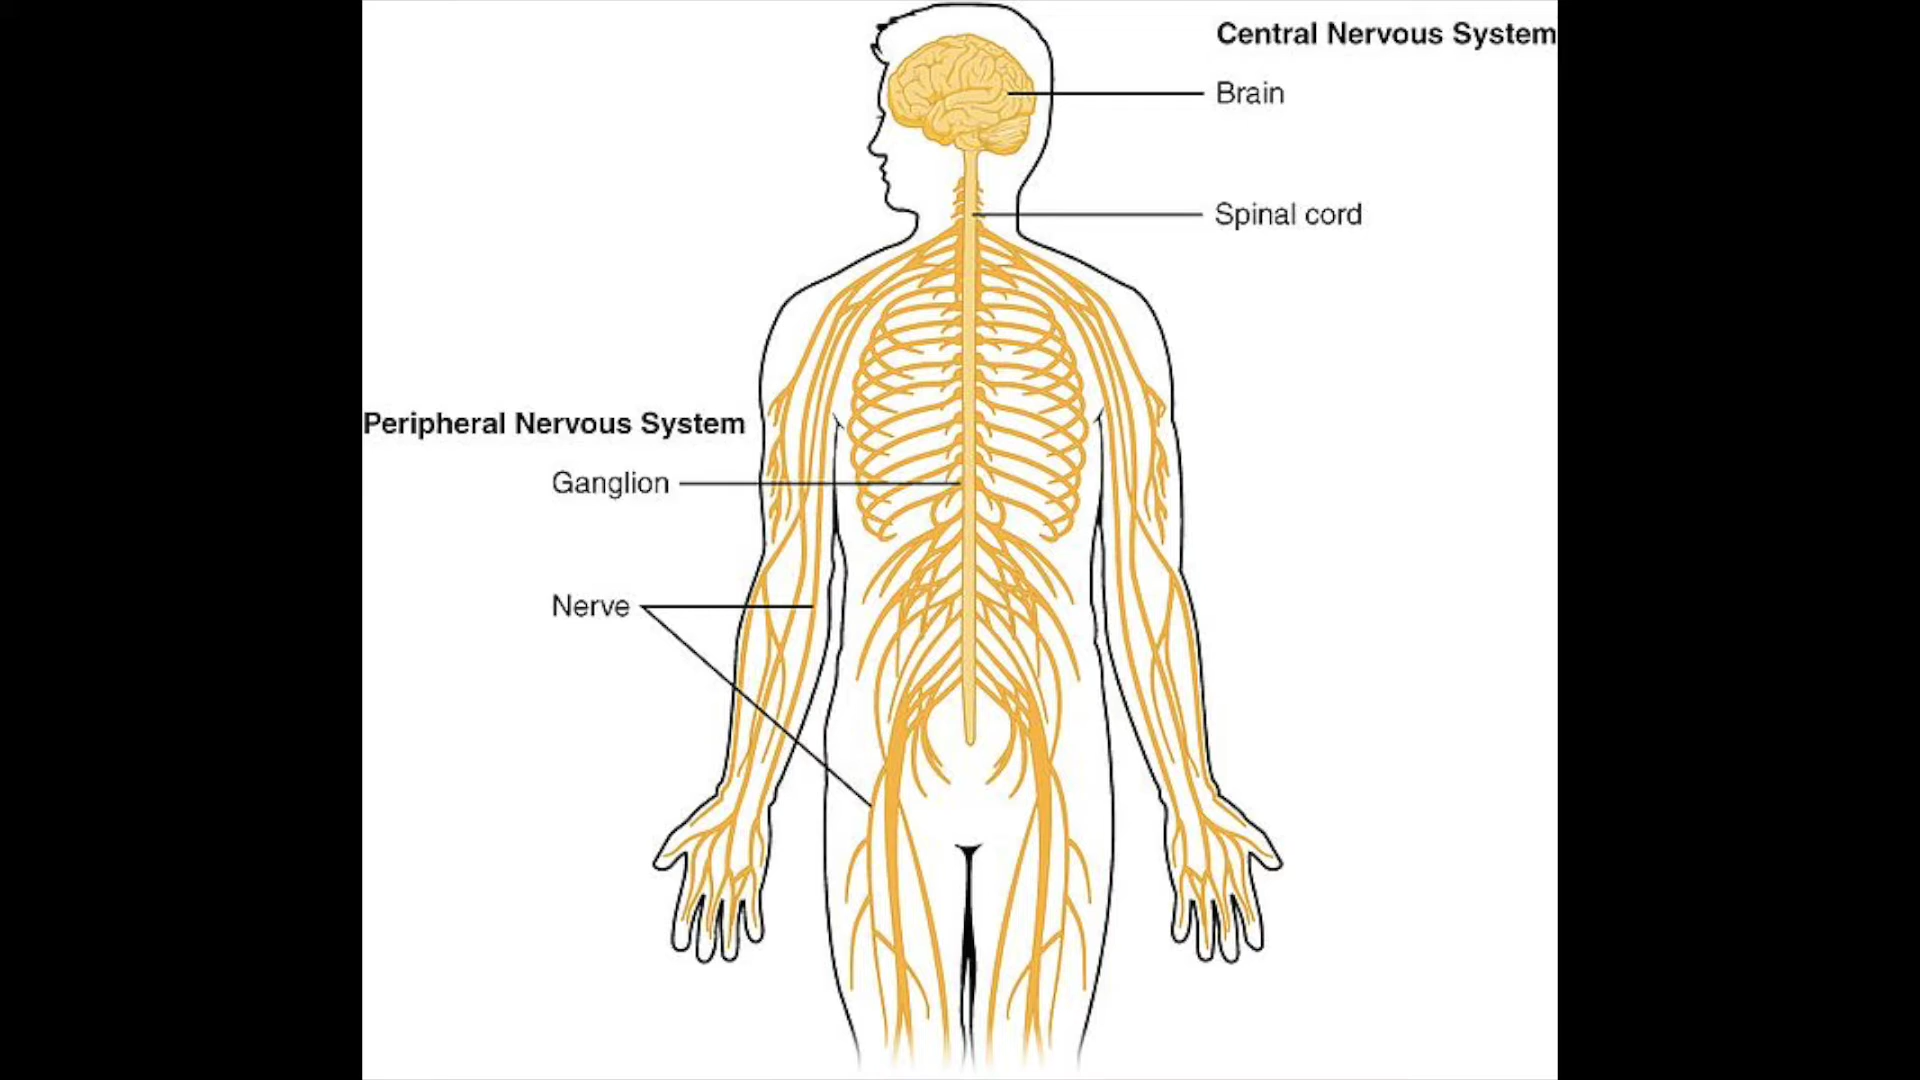 Central Nervous System
Brain
Spinal cord
Peripheral Nervous System
Ganglion
Nerve